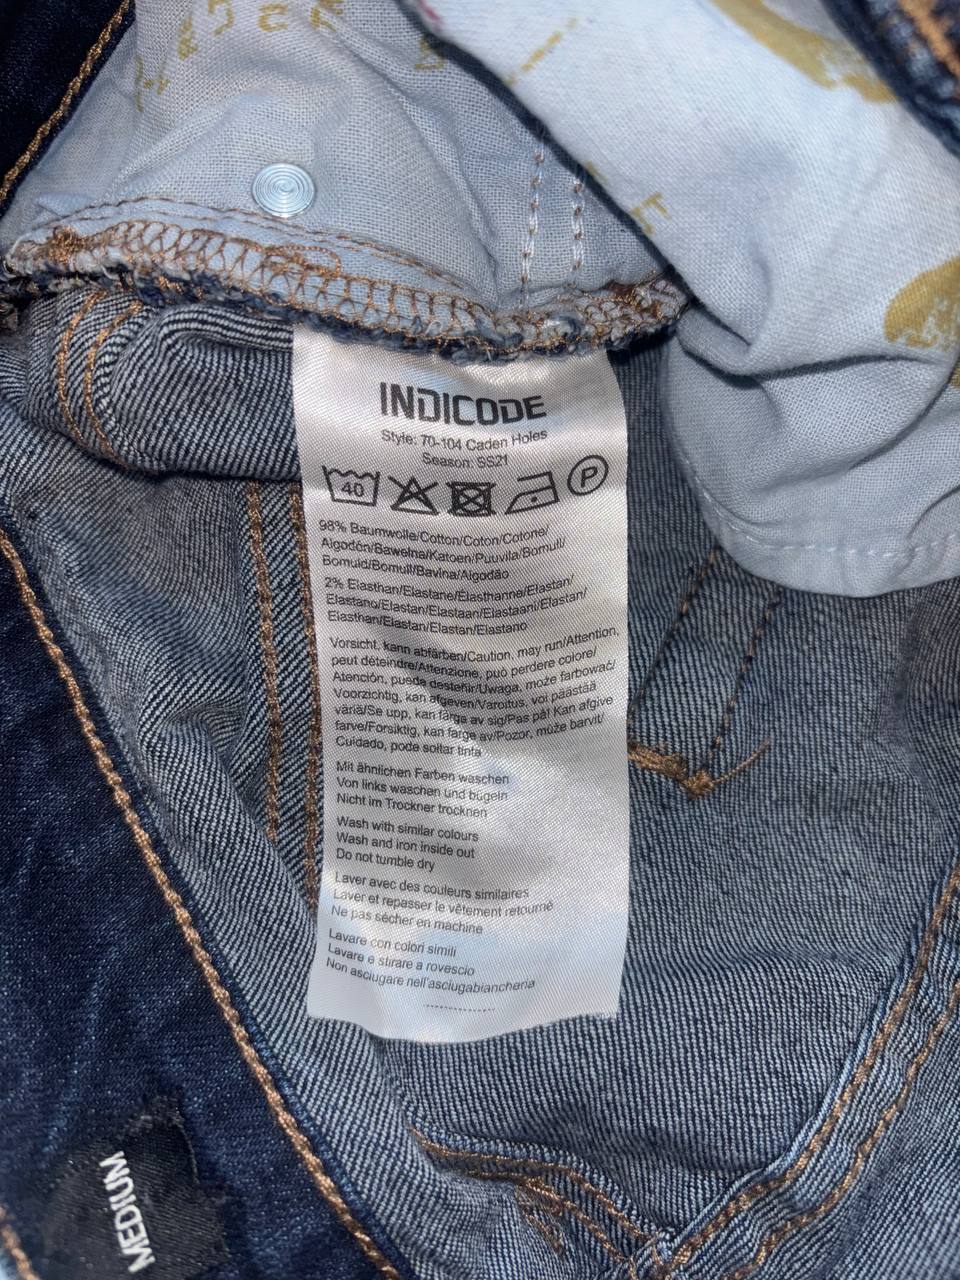 INDICODE
Style: 70-104 Caden Holes
Season: SS21
40
P
98% Baumwolle/Cotton/Coton/Cotone/
Algodón/Bawełna/Katoen/Puuvila/Bomull/
Bomuld/Bomull/Bavlna/Algodão
2% Elasthan/Elastane/Élasthanne/Elastan/
Elastano/Elastan/Elastaan/Elastaani/Elastan/
Elasthan/Elastan/Elastan/Elastano
Vorsicht, kann abfärben/Caution, may run/Attention,
peut déteindre/Attenzione, può perdere colore/
Atención, puede desteñir/Uwaga, może farbować/
Voorzichtig, kan afgeven/Varoitus, voi päästää
väriä/Se upp, kan färga av sig/Pas på! Kan afgive
farve/Forsiktig, kan farge av/Pozor, může barvit/
Cuidado, pode soltar tinta
Mit ähnlichen Farben waschen
Von links waschen und bügeln
Nicht im Trockner trocknen
Wash with similar colours
Wash and iron inside out
Do not tumble dry
Laver avec des couleurs similaires
Laver et repasser le vêtement retourné
Ne pas sécher en machine
Lavare con colori simili
Lavare e stirare a rovescio
Non asciugare nell'asciugabiancheria
MEDIUM